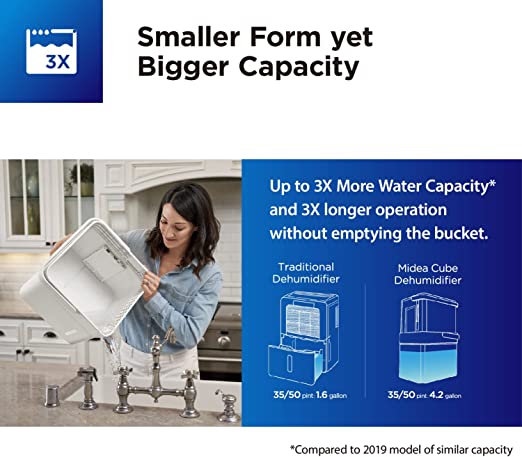 3X
Smaller Form yet
Bigger Capacity
Up to 3X More Water Capacity*
and 3X longer operation
without emptying the bucket.
Traditional
Dehumidifier
35/50 pint 1.6 gallon
Midea Cube
Dehumidifier
35/50 pint 4.2 gallon
*Compared to 2019 model of similar capacity